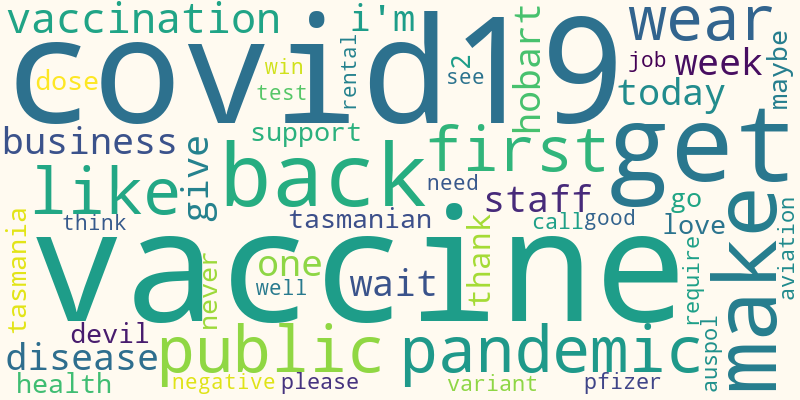 vaccination
i'm
wear
covid19
dose
win
test
rental
2
see
hobart
job
week
maybe
today
business
support
first
get
like
give
back
need
staff
go
think
tasmanian
thank
call
good
love
aviation
tasmania
vaccine
never
one
well
wait
require
make
devil
disease
public
pandemic
auspol
health
negative
please
variant
pfizer